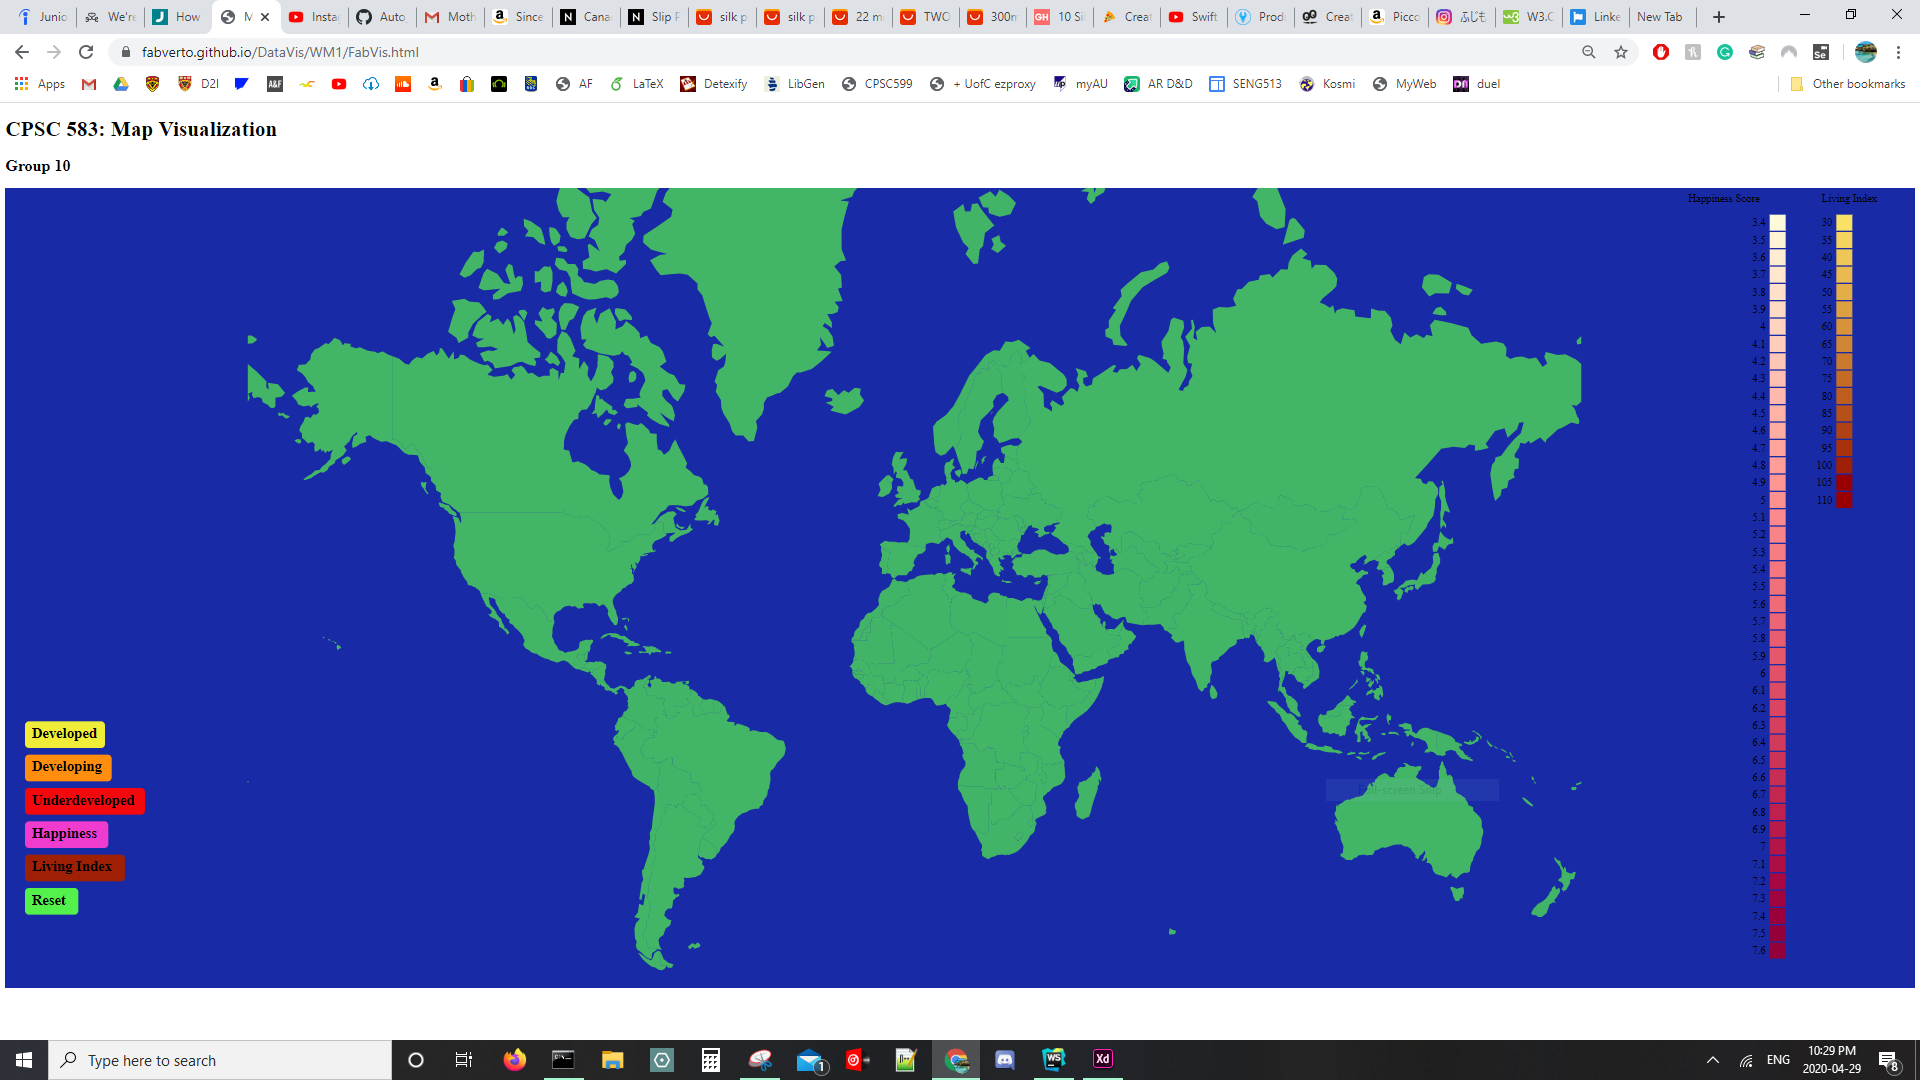 Junio
We're
How
M
Insta
Auto
Moth
Since
Cana
Slip F
silk p
silk p
22 m
TWO
300m
10 Si
Creat
Swift
Prod
Creat
Picco
ふじも
W3.C
Linke
New Tab
fabverto.github.io/DataVis/WM1/FabVis.html
Apps
D2l
AF
LaTeX
Detexify
LibGen
CPSC599
+ UofC ezproxy
myAU
AR D&D
SENG513
Kosmi
MyWeb
duel
Other bookmarks
CPSC 583: Map Visualization
Group 10
Happiness Score
3.4
3.5
3.6
3.7
3.8
3.9
4
4.1
4.2
4.3
4.4
4.5
4.6
4.7
4.8
4.9
5
5.1
5.2
5.3
5.4
5.5
5.6
5.7
5.8
5.9
6
6.1
6.2
6.3
6.4
6.5
6.6
6.7
6.8
6.9
7
7.1
7.2
7.3
7.4
7.5
7.6
Living Index
30
35
40
45
50
55
60
65
70
75
80
85
90
95
100
105
110
Developed
Developing
Underdeveloped
Happiness
Living Index
Reset
Full-screen Snip
Type here to search
ENG
10:29 PM
2020-04-29
8